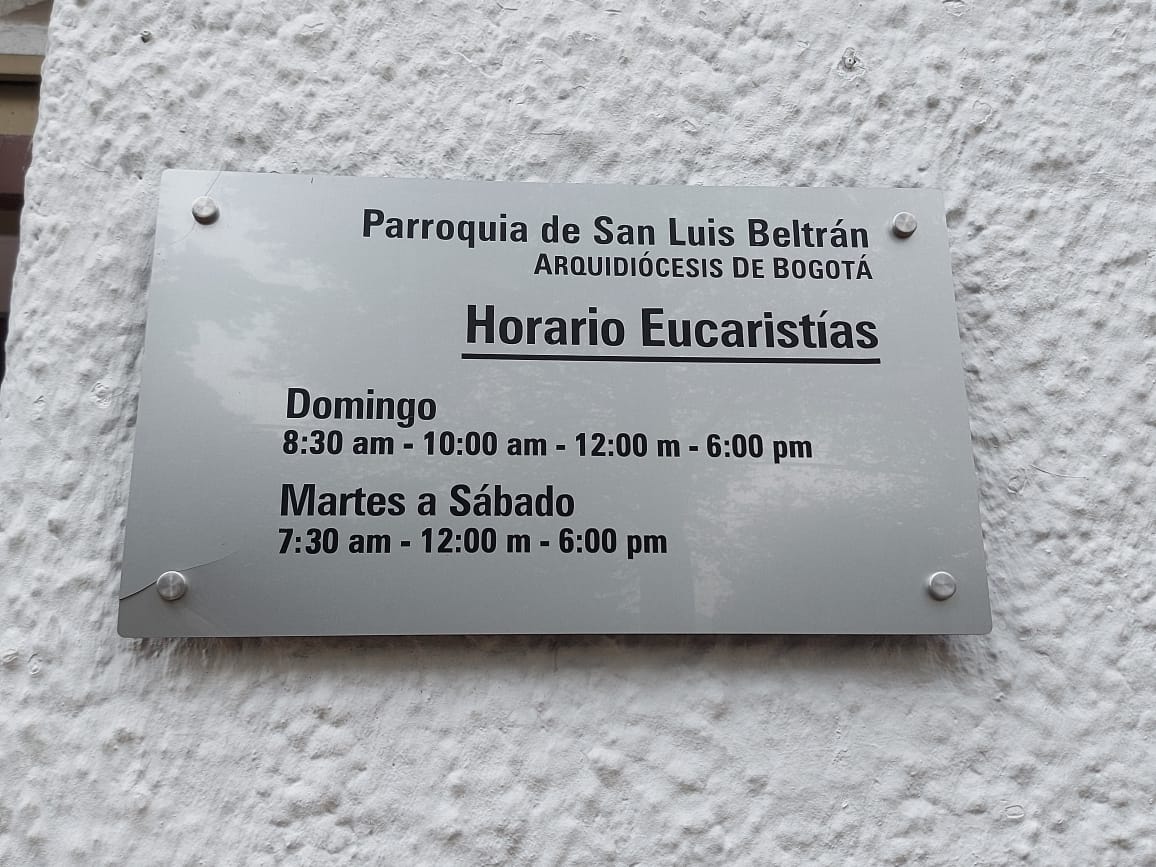 Parroquia de San Luis Beltrán
ARQUIDIÓCESIS DE BOGOTÁ
Horario Eucaristías
Domingo
8:30 am - 10:00 am - 12:00 m - 6:00 pm
Martes a Sábado
7:30 am - 12:00 m - 6:00 pm